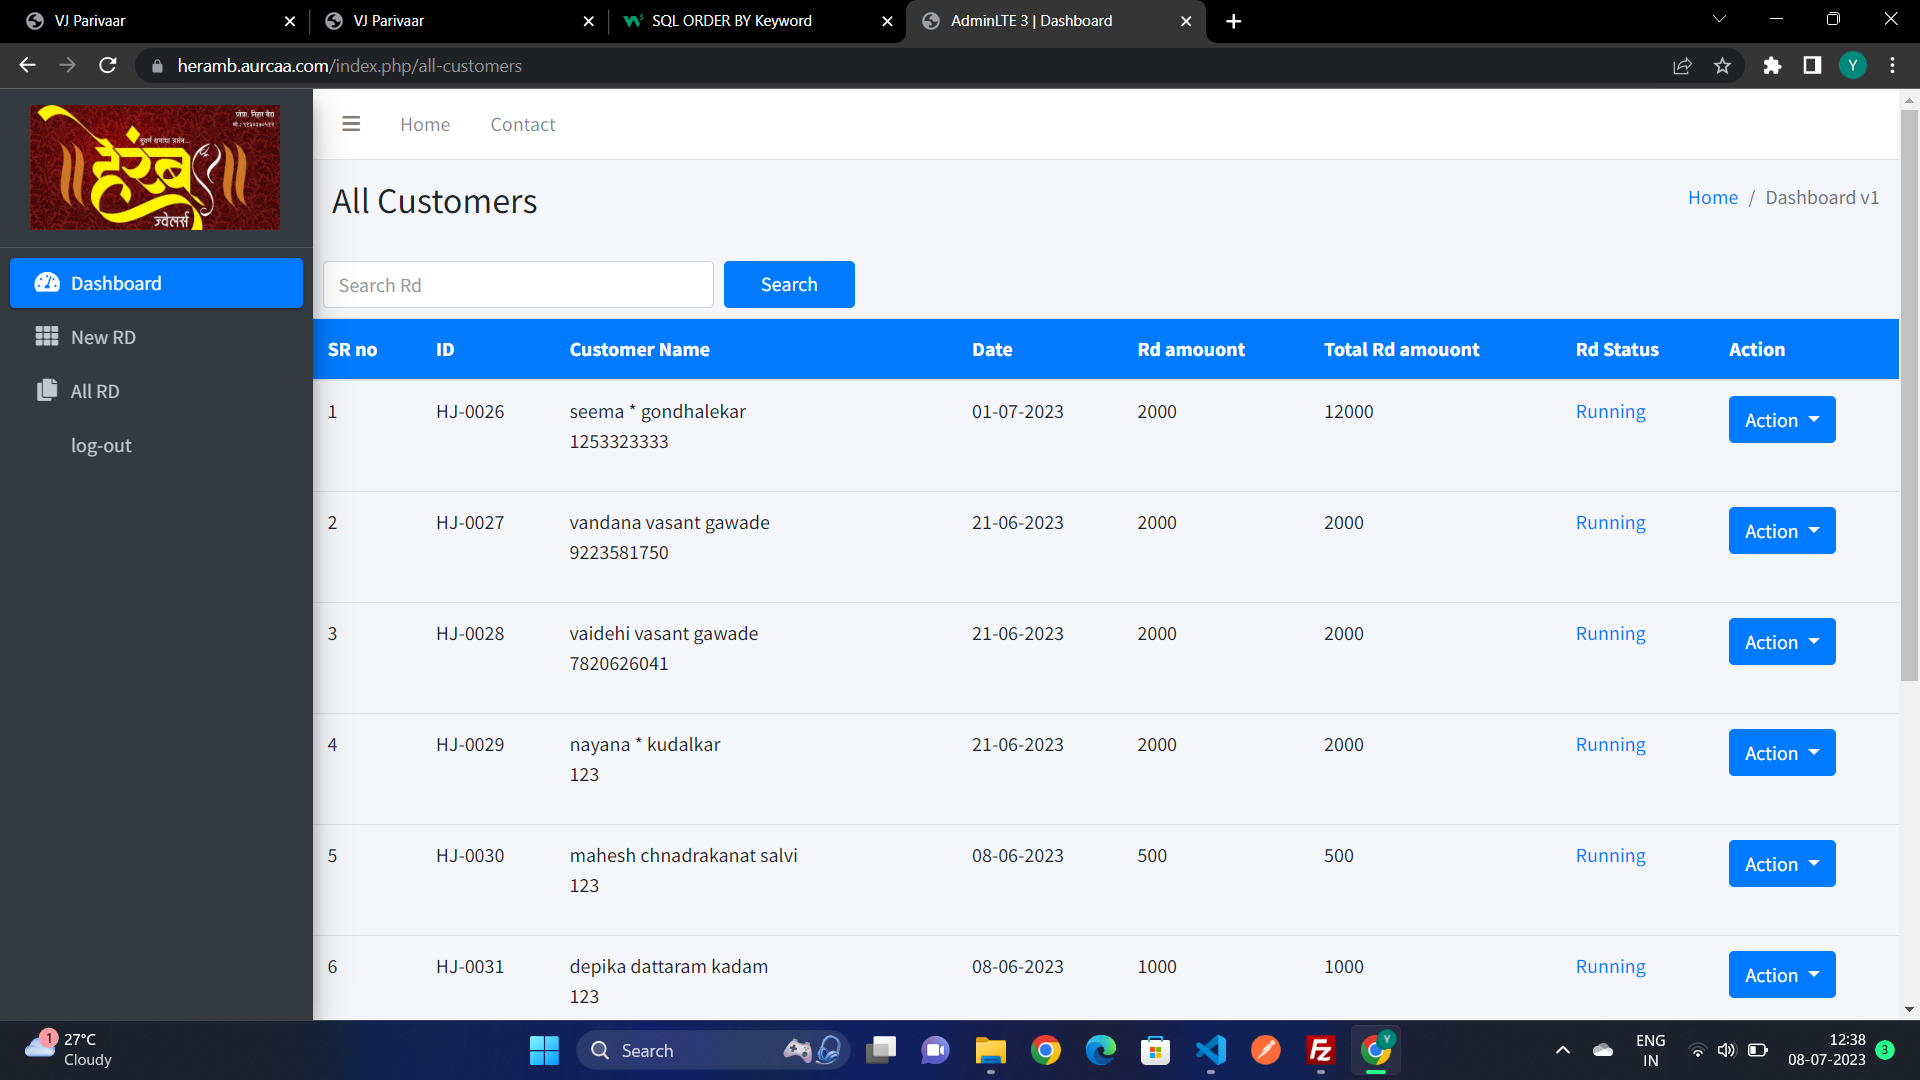 VJ Parivaar
VJ Parivaar
SQL ORDER BY Keyword
AdminLTE 3 | Dashboard
heramb.aurcaa.com/index.php/all-customers
Y
हेरंब
ज्वेलर्स
Home Contact
All Customers
Home / Dashboard v1
Dashboard
New RD
All RD
log-out
Search Rd
Search
SR no ID Customer Name Date Rd amouont Total Rd amouont Rd Status Action
1 HJ-0026 seema * gondhalekar 01-07-2023 2000 12000 Running Action
1253323333
2 HJ-0027 vandana vasant gawade 21-06-2023 2000 2000 Running Action
9223581750
3 HJ-0028 vaidehi vasant gawade 21-06-2023 2000 2000 Running Action
7820626041
4 HJ-0029 nayana * kudalkar 21-06-2023 2000 2000 Running Action
123
5 HJ-0030 mahesh chnadrakanat salvi 08-06-2023 500 500 Running Action
123
6 HJ-0031 depika dattaram kadam 08-06-2023 1000 1000 Running Action
123
1
27°C
Cloudy
Search
Fz
Y
ENG
IN
12:38
08-07-2023
3